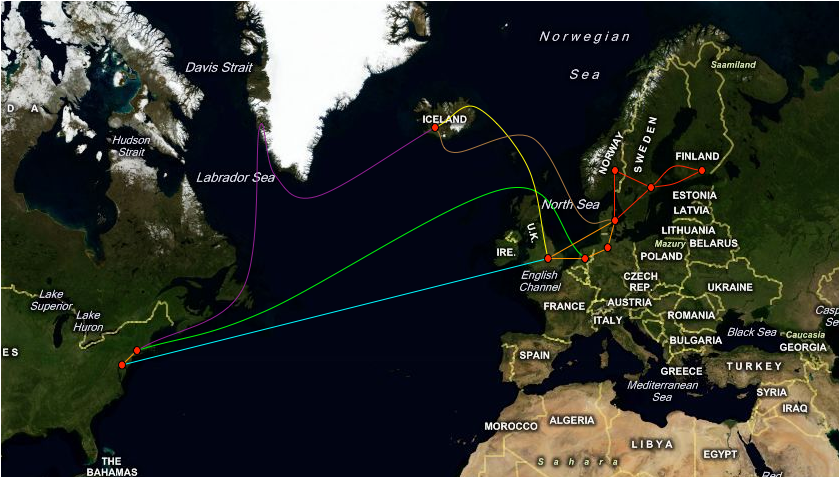 Norwegian
Sea
Davis Strait
Saamiland
D A
ICELAND
Hudson
Strait
NORWAY
SWEDEN
FINLAND
Labrador Sea
ESTONIA
North Sea
LATVIA
U.K.
LITHUANIA
IRE.
Mazury
BELARUS
POLAND
English
Channel
CZECH
REP.
UKRAINE
Lake
Superior
Lake
Huron
FRANCE
AUSTRIA
ROMANIA
Casp
Se
ITALY
Black Sea
Caucasia
BULGARIA
GEORGIA
ES
SPAIN
GREECE
TURKEY
Mediterranean
Sea
SYRIA
IRAQ
MOROCCO
ALGERIA
LIBYA
EGYPT
THE
BAHAMAS
Sahara
Red